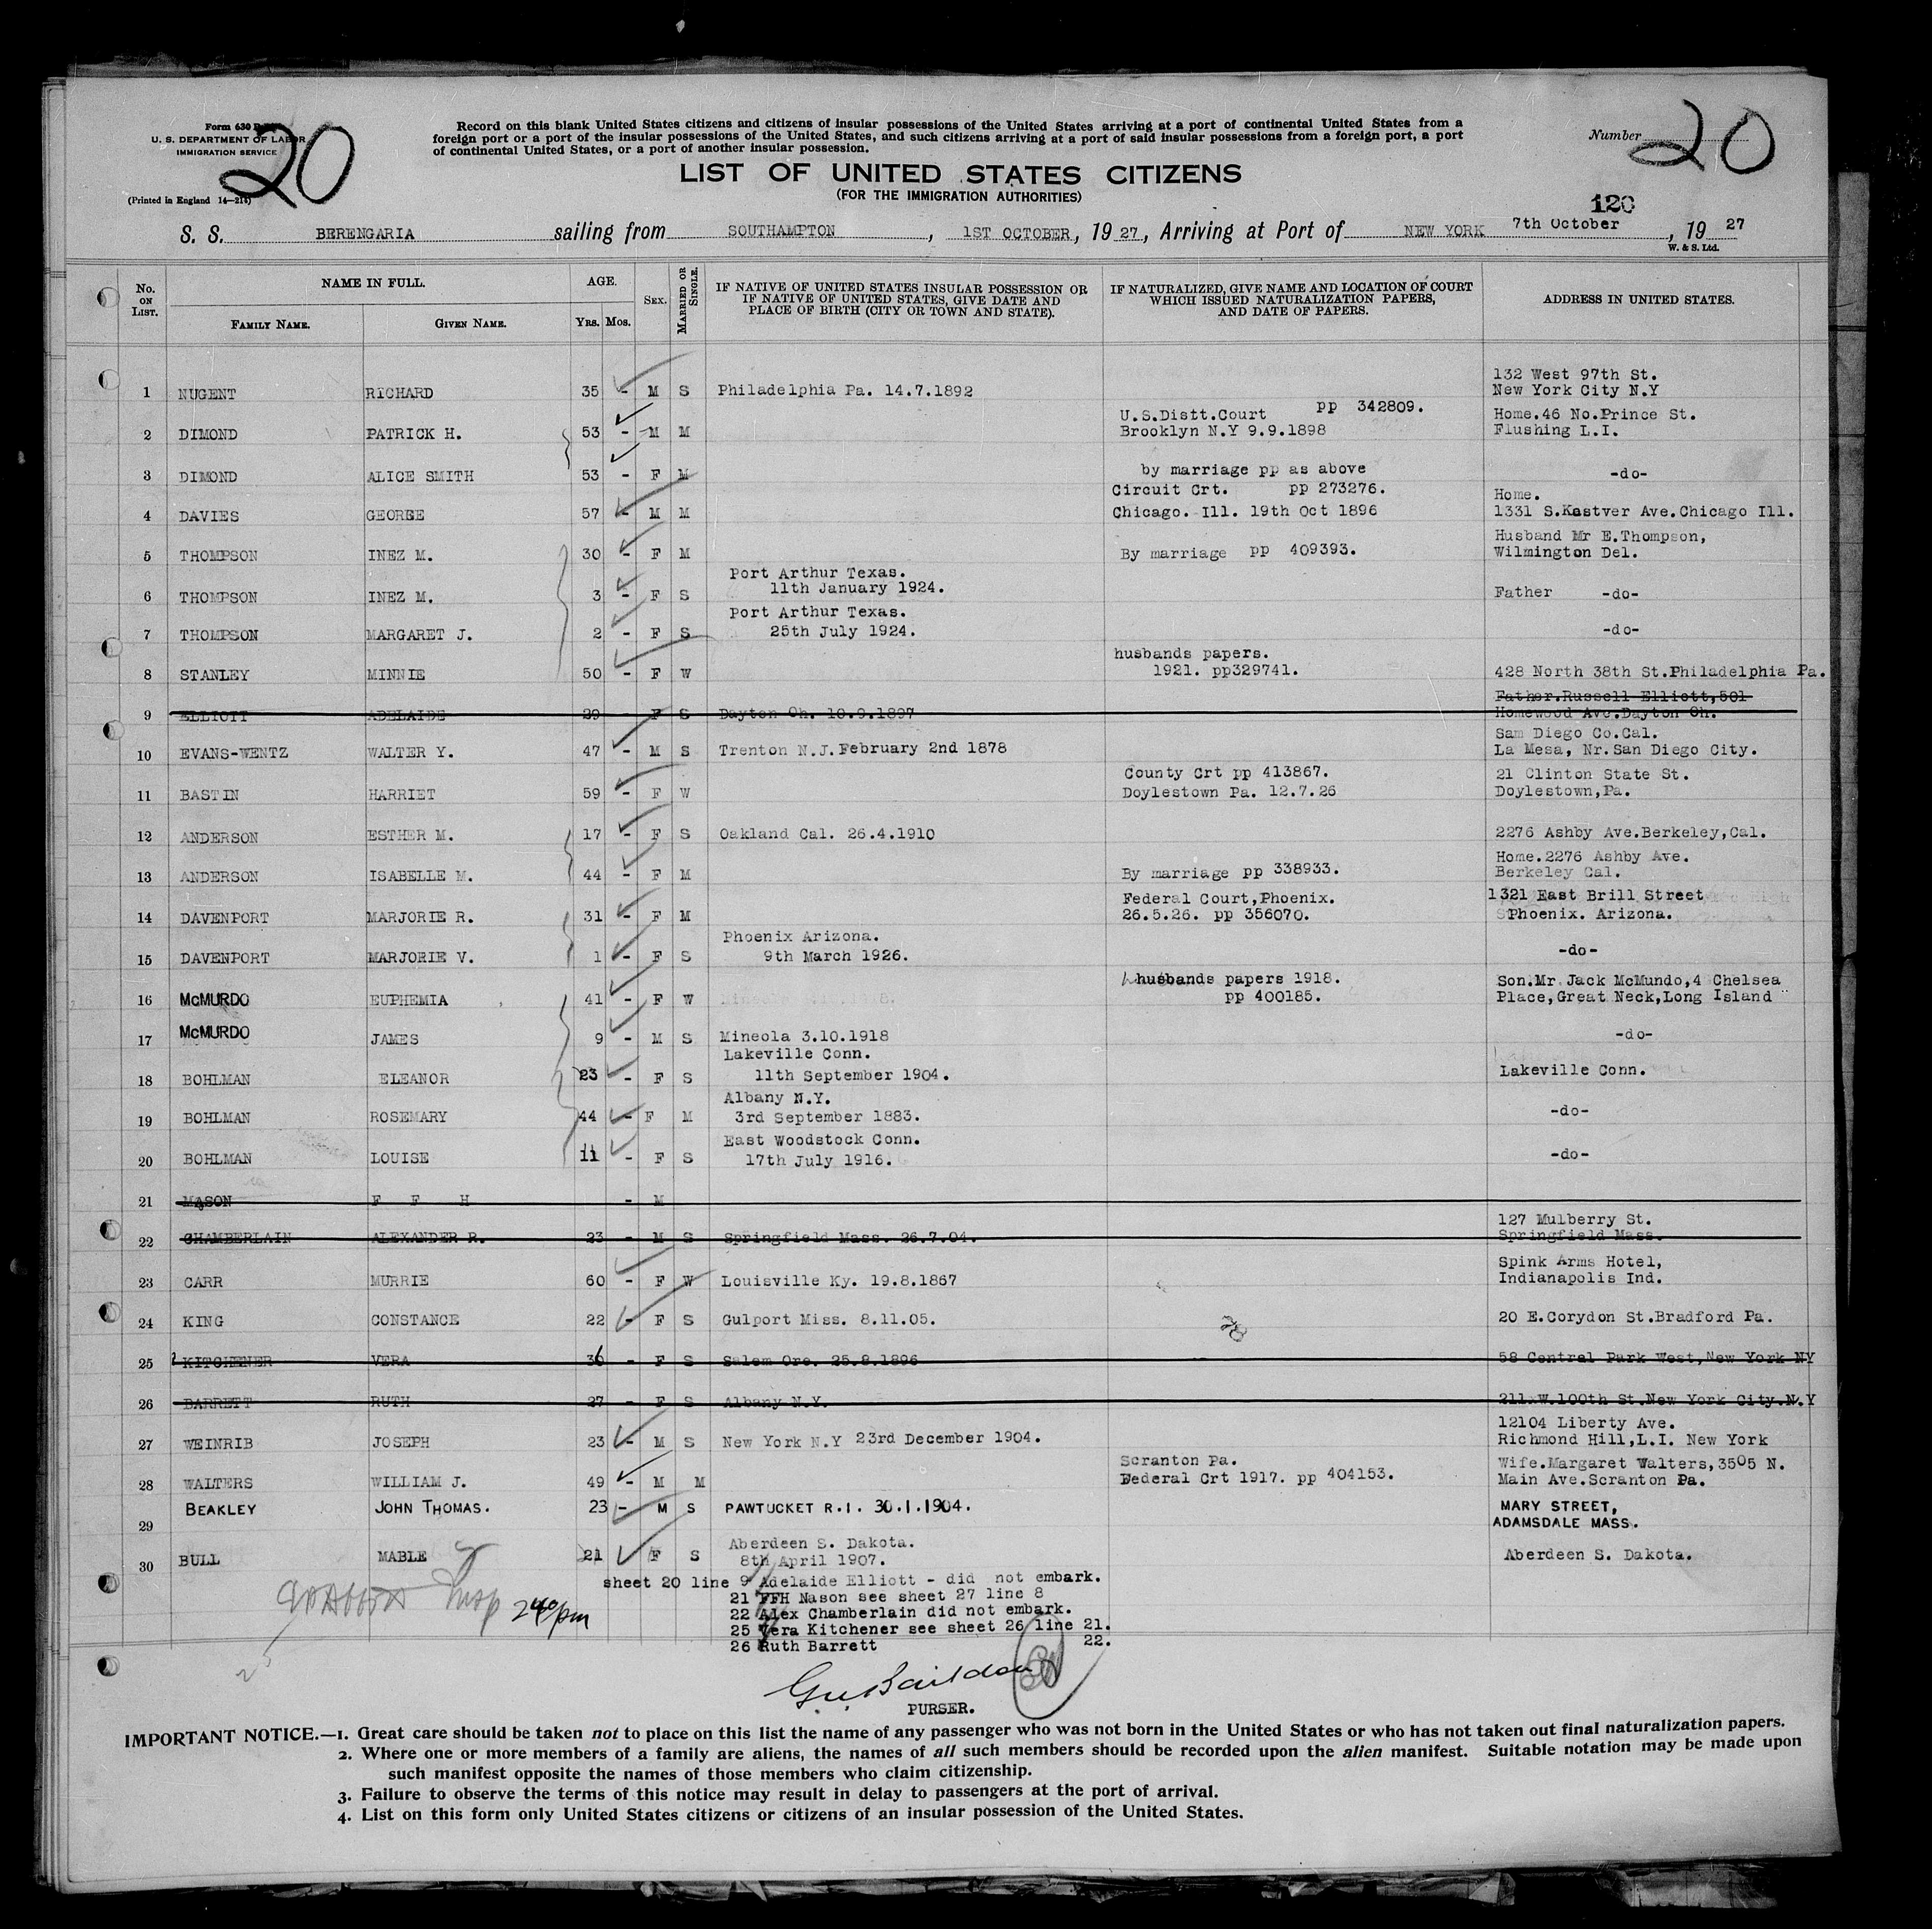 Form 630
U. S. DEPARTMENT OF LABOR
IMMIGRATION SERVICE
(Printed in England 14—214)
20
Record on this blank United States citizens and citizens of insular possessions of the United States arriving at a port of continental United States from a
foreign port or a port of the insular possessions of the United States, and such citizens arriving at a port of said insular possessions from a foreign port, a port
of continental United States, or a port of another insular possession.
Number 20
LIST OF UNITED STATES CITIZENS
(FOR THE IMMIGRATION AUTHORITIES)
120
S. S. BERENGARIA sailing from SOUTHAMPTON, 1ST OCTOBER, 1927, Arriving at Port of NEW YORK 7th October, 1927
W. & S. Ltd.
No. ON LIST. NAME IN FULL. AGE. SEX. MARRIED OR SINGLE. IF NATIVE OF UNITED STATES INSULAR POSSESSION OR IF NATIVE OF UNITED STATES, GIVE DATE AND PLACE OF BIRTH (CITY OR TOWN AND STATE). IF NATURALIZED, GIVE NAME AND LOCATION OF COURT WHICH ISSUED NATURALIZATION PAPERS, AND DATE OF PAPERS. ADDRESS IN UNITED STATES.
FAMILY NAME. GIVEN NAME. YRS. MOS.
132 West 97th St.
1 NUGENT RICHARD 35 - M S Philadelphia Pa. 14.7.1892 New York City N.Y
U.S.Distt.Court pp 342809. Home.46 No.Prince St.
2 DIMOND PATRICK H. 53 - M M Brooklyn N.Y 9.9.1898 Flushing L.I.
by marriage pp as above
3 DIMOND ALICE SMITH 53 - F M -do-
Circuit Crt. pp 273276. Home.
4 DAVIES GEORGE 57 - M M Chicago. Ill. 19th Oct 1896 1331 S.Kastver Ave.Chicago Ill.
Husband Mr E.Thompson,
5 THOMPSON INEZ M. 30 - F M By marriage pp 409393. Wilmington Del.
Port Arthur Texas.
6 THOMPSON INEZ M. 3 - F S 11th January 1924. Father -do-
Port Arthur Texas.
7 THOMPSON MARGARET J. 2 - F S 25th July 1924. -do-
husbands papers.
8 STANLEY MINNIE 50 - F W 1921. pp329741. 428 North 38th St.Philadelphia Pa.
Father.Russell Elliott,501
9 ELLIOTT ADELAIDE 29 - F S Dayton Oh. 10.9.1897 Homewood Ave.Dayton Oh.
Sam Diego Co.Cal.
10 EVANS-WENTZ WALTER Y. 47 - M S Trenton N.J. February 2nd 1878 La Mesa, Nr.San Diego City.
County Crt pp 413867. 21 Clinton State St.
11 BASTIN HARRIET 59 - F W Doylestown Pa. 12.7.26 Doylestown,Pa.
12 ANDERSON ESTHER M. 17 - F S Oakland Cal. 26.4.1910 2276 Ashby Ave.Berkeley,Cal.
Home.2276 Ashby Ave.
13 ANDERSON ISABELLE M. 44 - F M By marriage pp 338933. Berkeley Cal.
Federal Court,Phoenix. 1321 East Brill Street
14 DAVENPORT MARJORIE R. 31 - F M 26.5.26. pp 356070. Phoenix. Arizona.
Phoenix Arizona.
15 DAVENPORT MARJORIE V. 1 - F S 9th March 1926. -do-
husbands papers 1918. Son.Mr Jack McMundo,4 Chelsea
16 McMURDO EUPHEMIA 41 - F W pp 400185. Place,Great Neck,Long Island
17 McMURDO JAMES 9 - M S Mineola 3.10.1918 -do-
Lakeville Conn.
18 BOHLMAN ELEANOR 23 - F S 11th September 1904. Lakeville Conn.
Albany N.Y.
19 BOHLMAN ROSEMARY 44 - F M 3rd September 1883. -do-
East Woodstock Conn.
20 BOHLMAN LOUISE 11 - F S 17th July 1916. -do-
21 MASON F F H - M
127 Mulberry St.
22 CHAMBERLAIN ALEXANDER R. 23 - M S Springfield Mass. 26.7.04. Springfield Mass.
Spink Arms Hotel,
23 CARR MURRIE 60 - F W Louisville Ky. 19.8.1867 Indianapolis Ind.
24 KING CONSTANCE 22 - F S Gulport Miss. 8.11.05. 20 E.Corydon St.Bradford Pa.
25 KITCHENER VERA 36 - F S Salem Ore. 25.8.1896 58 Central Park West,New York NY
26 BARRETT RUTH 27 - F S Albany N.Y. 211 W.100th St.New York City.N.Y
12104 Liberty Ave.
27 WEINRIB JOSEPH 23 - M S New York N.Y 23rd December 1904. Richmond Hill,L.I. New York
Scranton Pa. Wife.Margaret Walters,3505 N.
28 WALTERS WILLIAM J. 49 - M M Federal Crt 1917. pp 404153. Main Ave.Scranton Pa.
29 BEAKLEY JOHN THOMAS. 23 - M S PAWTUCKET R.I. 30.1.1904. MARY STREET,
ADAMSDALE MASS.
Aberdeen S. Dakota.
30 BULL MABLE 21 F S 8th April 1907. Aberdeen S. Dakota.
sheet 20 line 9 Adelaide Elliott - did not embark.
21 FFH Nason see sheet 27 line 8
22 Alex Chamberlain did not embark.
25 Vera Kitchener see sheet 26 line 21.
26 Ruth Barrett 22.
Insp 240pm
PURSER.
IMPORTANT NOTICE.—1. Great care should be taken not to place on this list the name of any passenger who was not born in the United States or who has not taken out final naturalization papers.
2. Where one or more members of a family are aliens, the names of all such members should be recorded upon the alien manifest. Suitable notation may be made upon
such manifest opposite the names of those members who claim citizenship.
3. Failure to observe the terms of this notice may result in delay to passengers at the port of arrival.
4. List on this form only United States citizens or citizens of an insular possession of the United States.